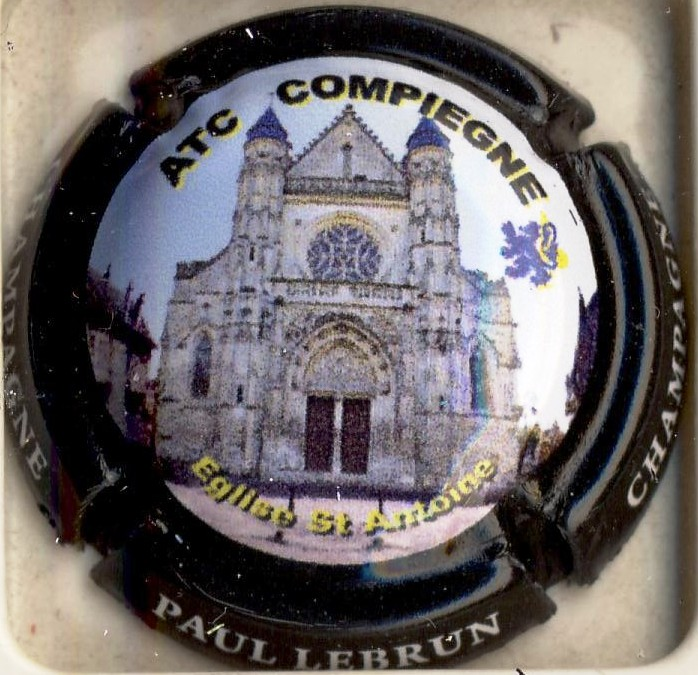 ATC COMPIEGNE
Eglise St Antoine
CHAMPAGNE
PAUL LEBRUN
CHAMPAGNE